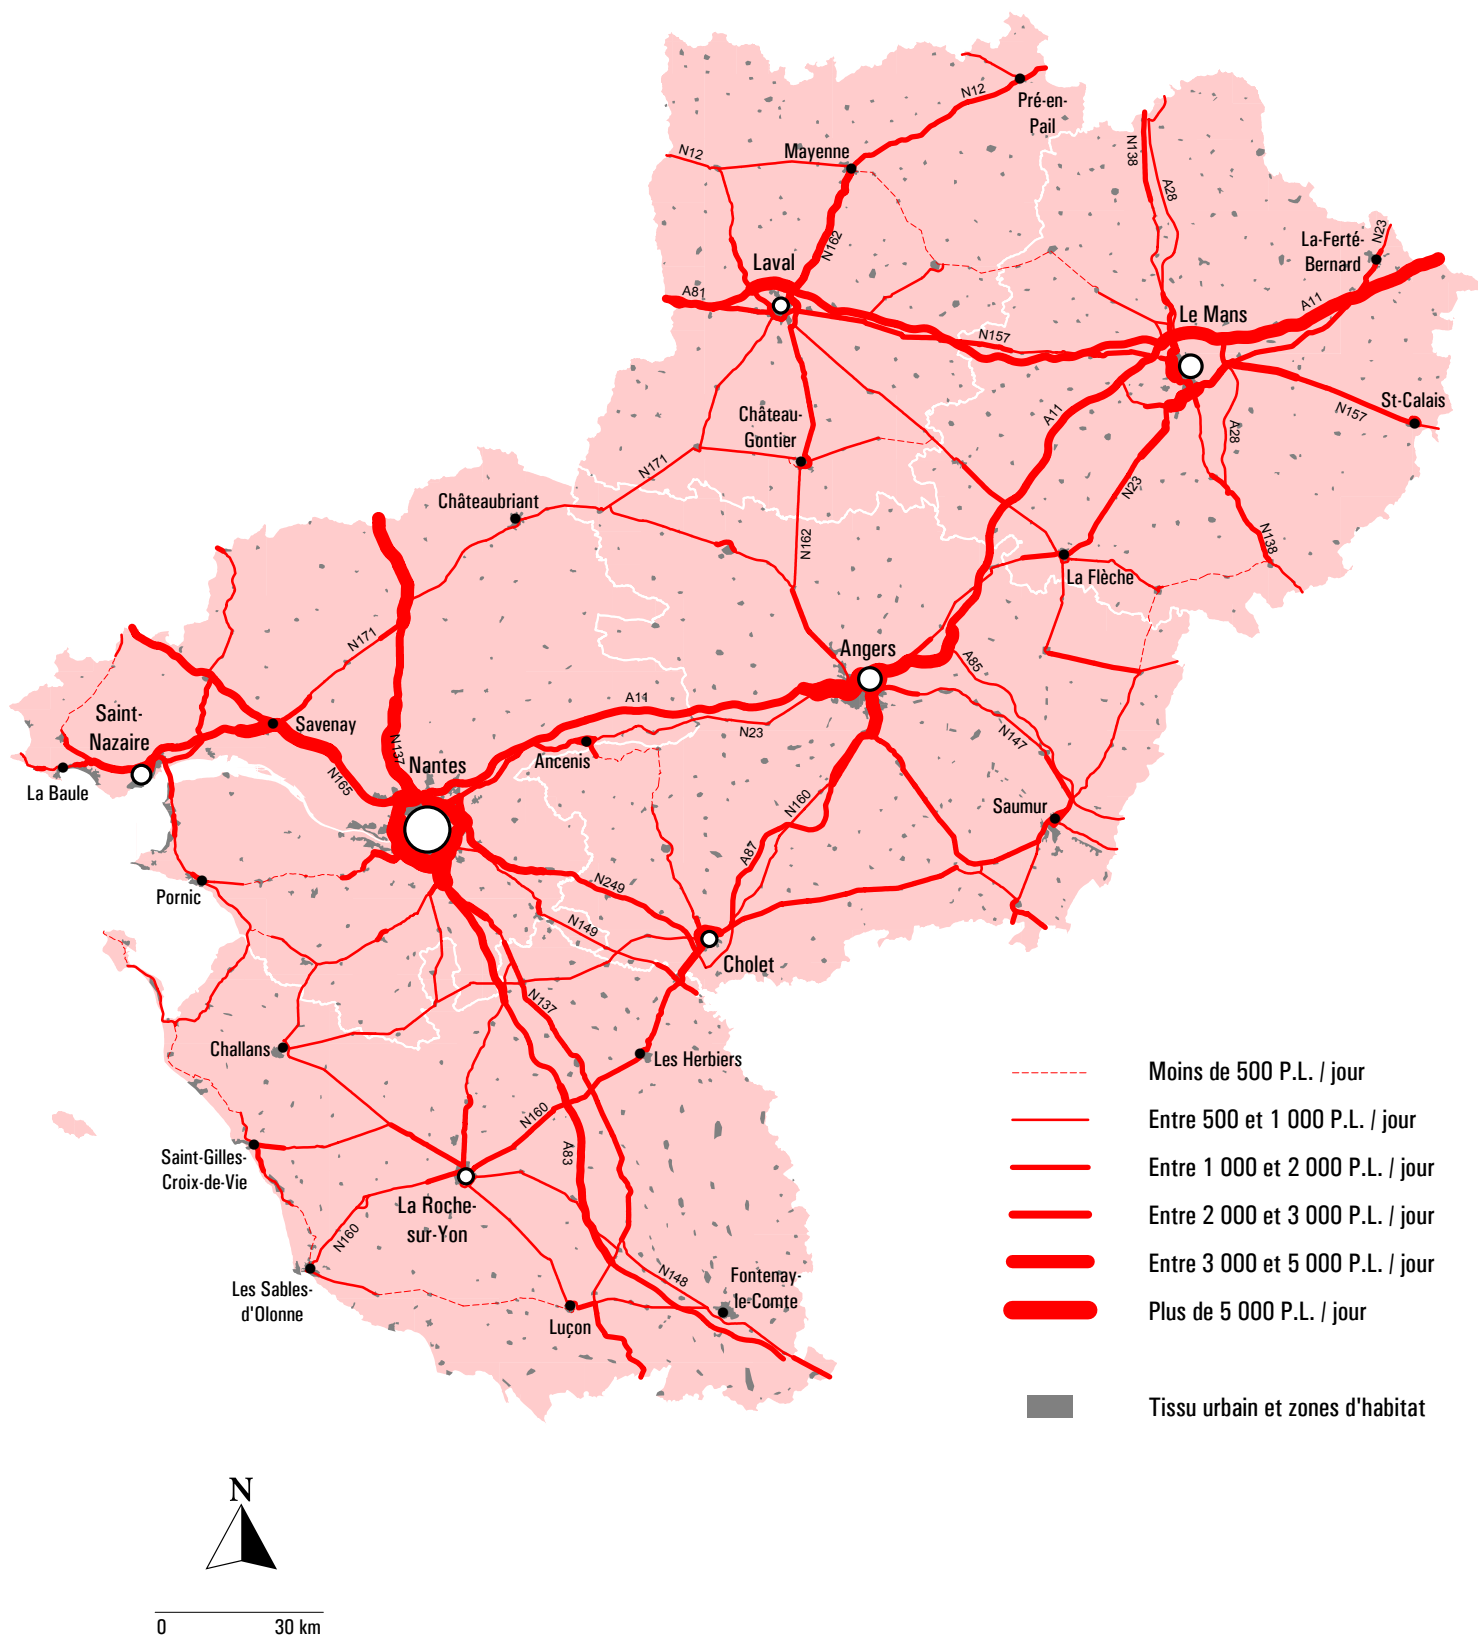 N12
Pré-en-
Pail
N12
Mayenne
N138
A28
N162
La-Ferté-
Bernard
N23
Laval
A81
A11
Le Mans
N157
Château-
Gontier
A11
St-Calais
N157
A28
N171
Châteaubriant
N23
N162
N138
La Flèche
N171
Angers
A85
Saint-
Nazaire
Savenay
A11
N23
N147
N137
Nantes
Ancenis
N165
La Baule
N160
Saumur
A87
N249
Pornic
N149
Cholet
N137
Challans
Les Herbiers
N160
A83
Saint-Gilles-
Croix-de-Vie
La Roche-
sur-Yon
N160
N148
Fontenay-
le-Comte
Les Sables-
d'Olonne
Luçon
Moins de 500 P.L. / jour
Entre 500 et 1 000 P.L. / jour
Entre 1 000 et 2 000 P.L. / jour
Entre 2 000 et 3 000 P.L. / jour
Entre 3 000 et 5 000 P.L. / jour
Plus de 5 000 P.L. / jour
Tissu urbain et zones d'habitat
N
0 30 km